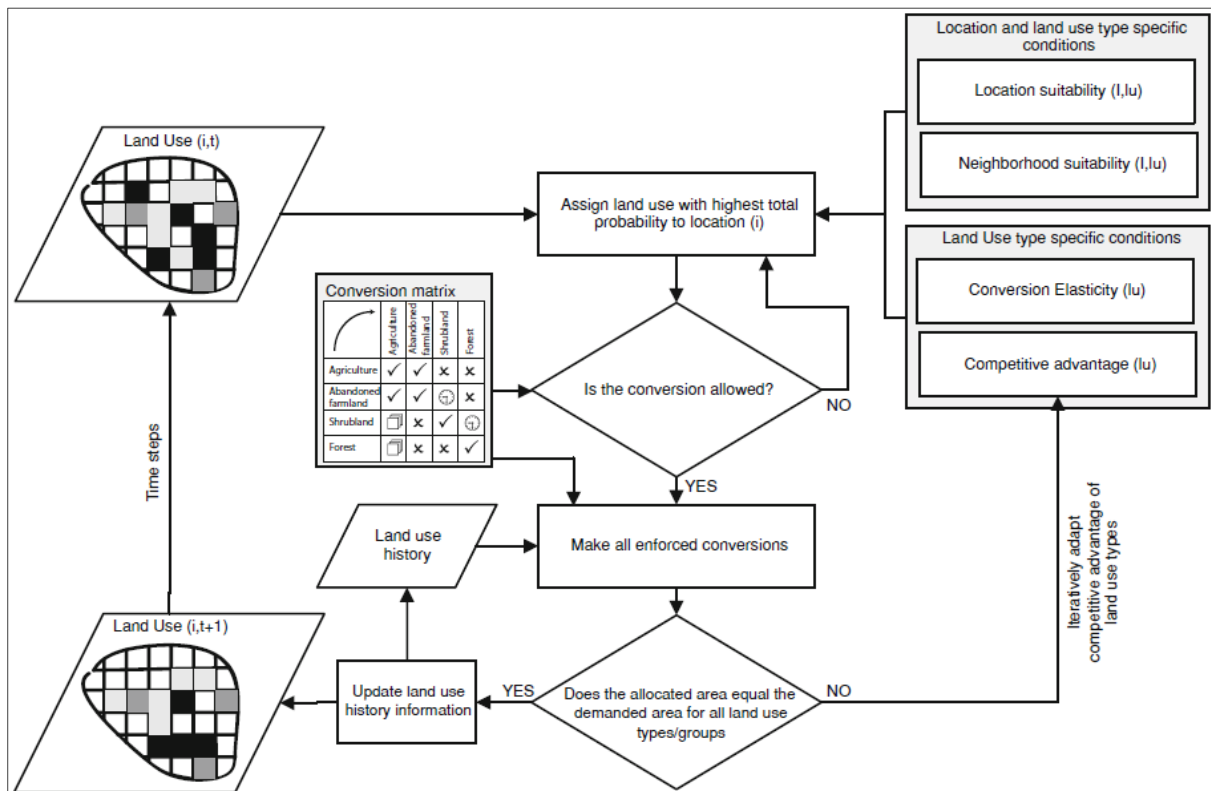 Location and land use type specific
conditions
Location suitability (l,lu)
Neighborhood suitability (l,lu)
Land Use type specific conditions
Conversion Elasticity (lu)
Competitive advantage (lu)
Land Use (i,t)
Assign land use with highest total
probability to location (i)
Conversion matrix
Agriculture
Abandoned
farmland
Shrubland
Forest
Agriculture
Abandoned
farmland
Shrubland
Forest
Is the conversion allowed?
NO
YES
Time steps
Land use
history
Make all enforced conversions
Iteratively adapt
competitive advantage of
land use types
Land Use (i,t+1)
Update land use
history information
YES
Does the allocated area equal the
demanded area for all land use
types/groups
NO